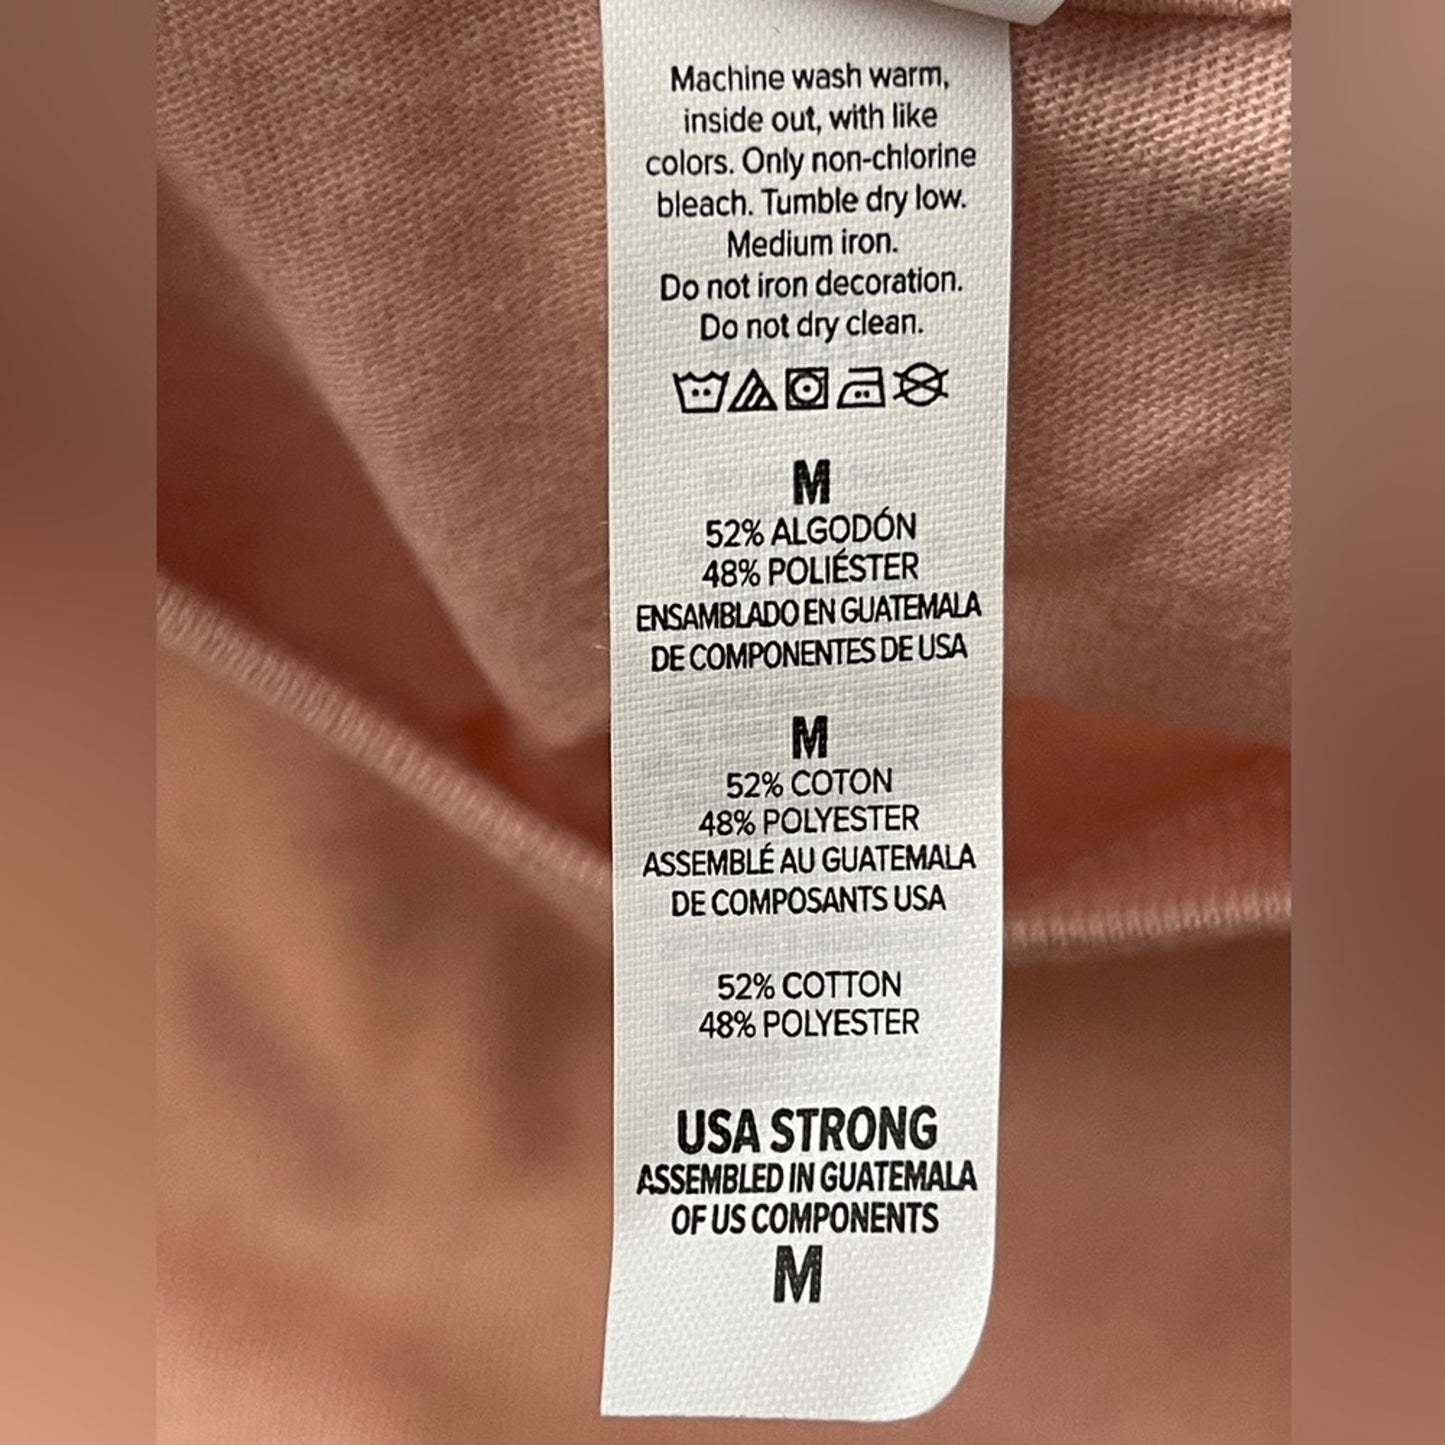 Machine wash warm,
inside out, with like
colors. Only non-chlorine
bleach. Tumble dry low.
Medium iron.
Do not iron decoration.
Do not dry clean.
M
52% ALGODÓN
48% POLIÉSTER
ENSAMBLADO EN GUATEMALA
DE COMPONENTES DE USA
M
52% COTON
48% POLYESTER
ASSEMBLÉ AU GUATEMALA
DE COMPOSANTS USA
52% COTTON
48% POLYESTER
USA STRONG
ASSEMBLED IN GUATEMALA
OF US COMPONENTS
M